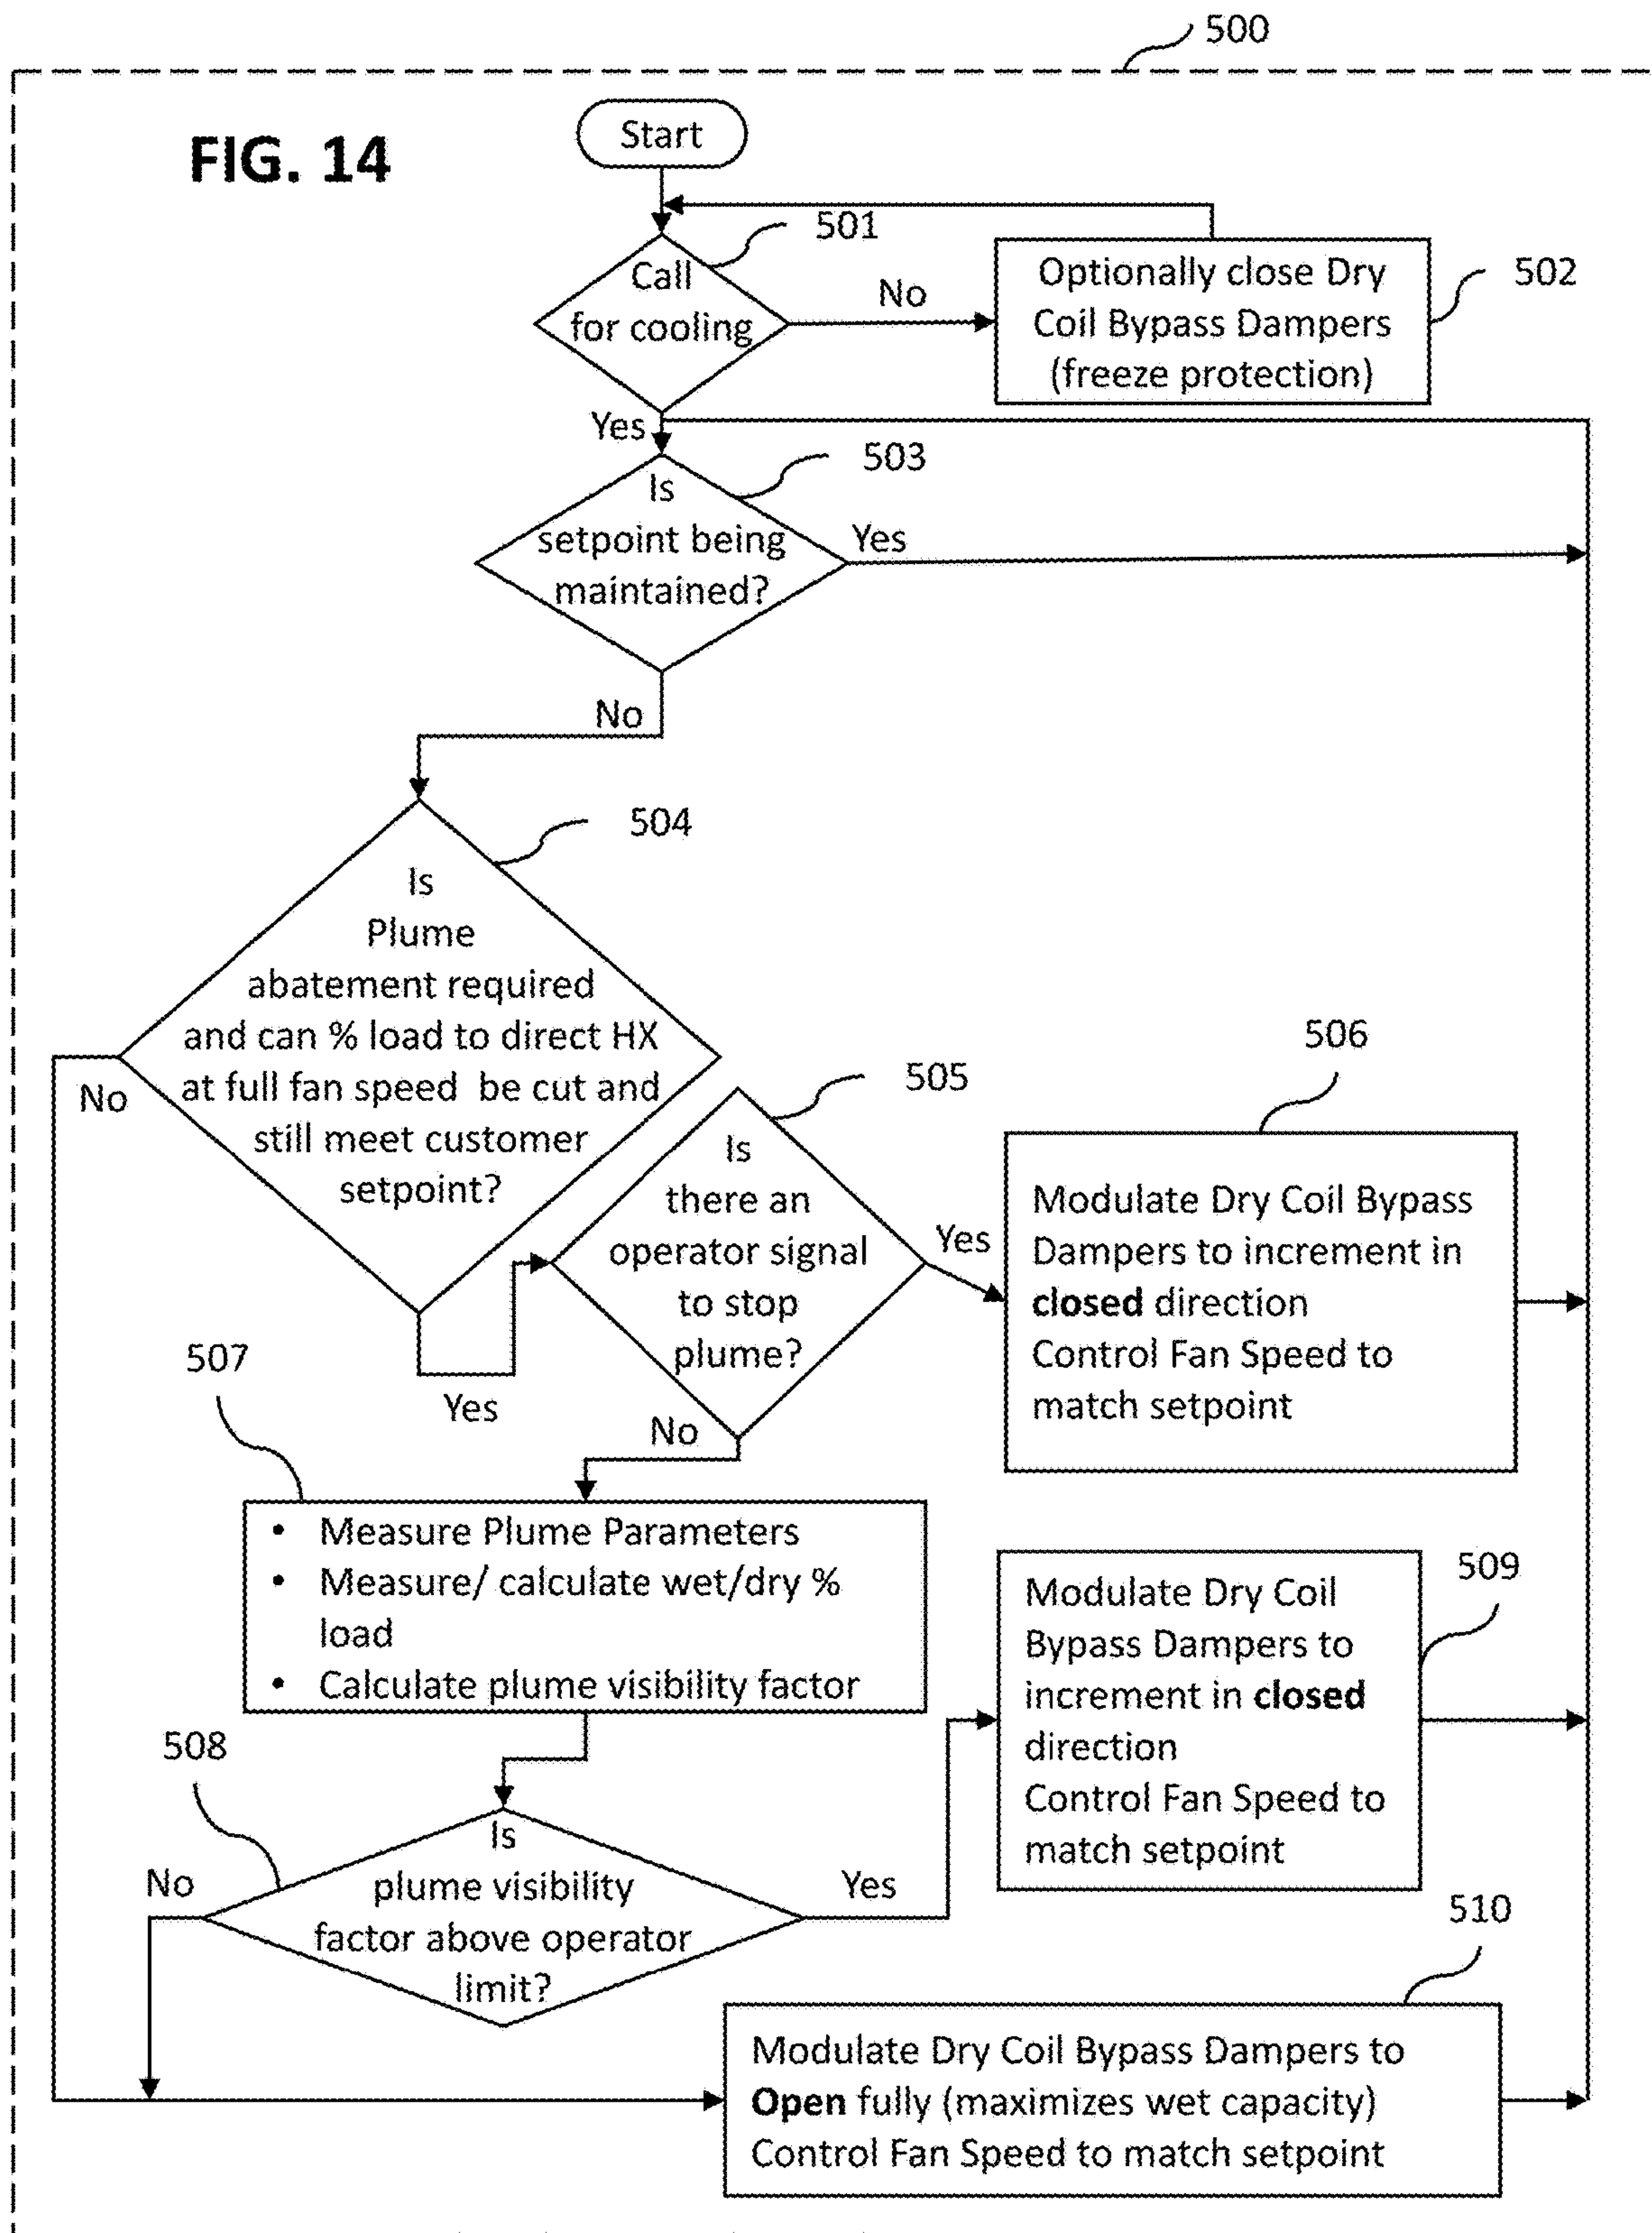 500
FIG. 14
Start
501
Call
for cooling
No
Optionally close Dry
Coil Bypass Dampers
(freeze protection)
502
Yes
503
Is
setpoint being
maintained?
Yes
No
504
Is
Plume
abatement required
and can % load to direct HX
at full fan speed be cut and
still meet customer
setpoint?
No
Yes
505
Is
there an
operator signal
to stop
plume?
Yes
No
506
Modulate Dry Coil Bypass
Dampers to increment in
closed direction
Control Fan Speed to
match setpoint
507
• Measure Plume Parameters
• Measure/ calculate wet/dry %
load
• Calculate plume visibility factor
508
Is
plume visibility
factor above operator
limit?
No
Yes
509
Modulate Dry Coil
Bypass Dampers to
increment in closed
direction
Control Fan Speed to
match setpoint
510
Modulate Dry Coil Bypass Dampers to
Open fully (maximizes wet capacity)
Control Fan Speed to match setpoint